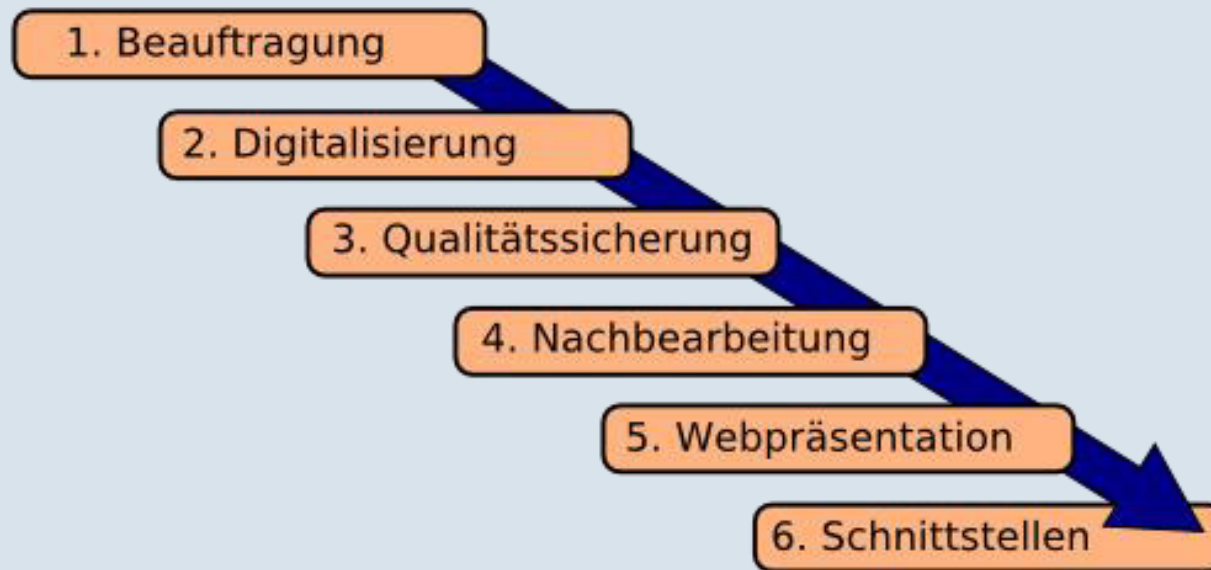 1. Beauftragung
2. Digitalisierung
3. Qualitätssicherung
4. Nachbearbeitung
5. Webpräsentation
6. Schnittstellen